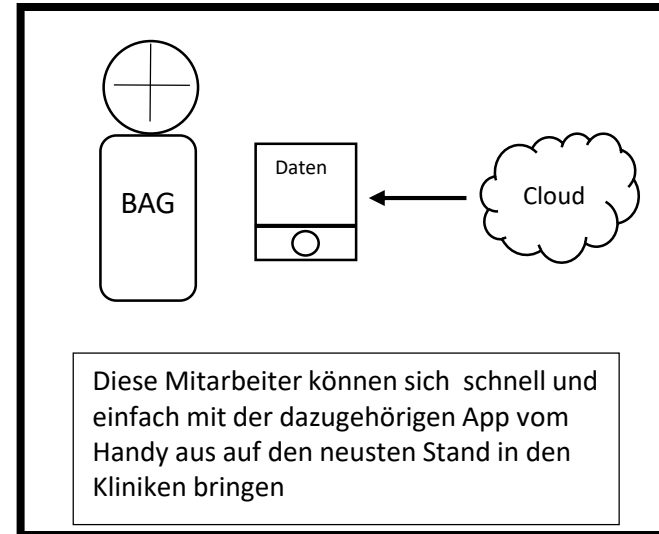 BAG
Daten
Cloud
Diese Mitarbeiter können sich  schnell und
einfach mit der dazugehörigen App vom
Handy aus auf den neusten Stand in den
Kliniken bringen